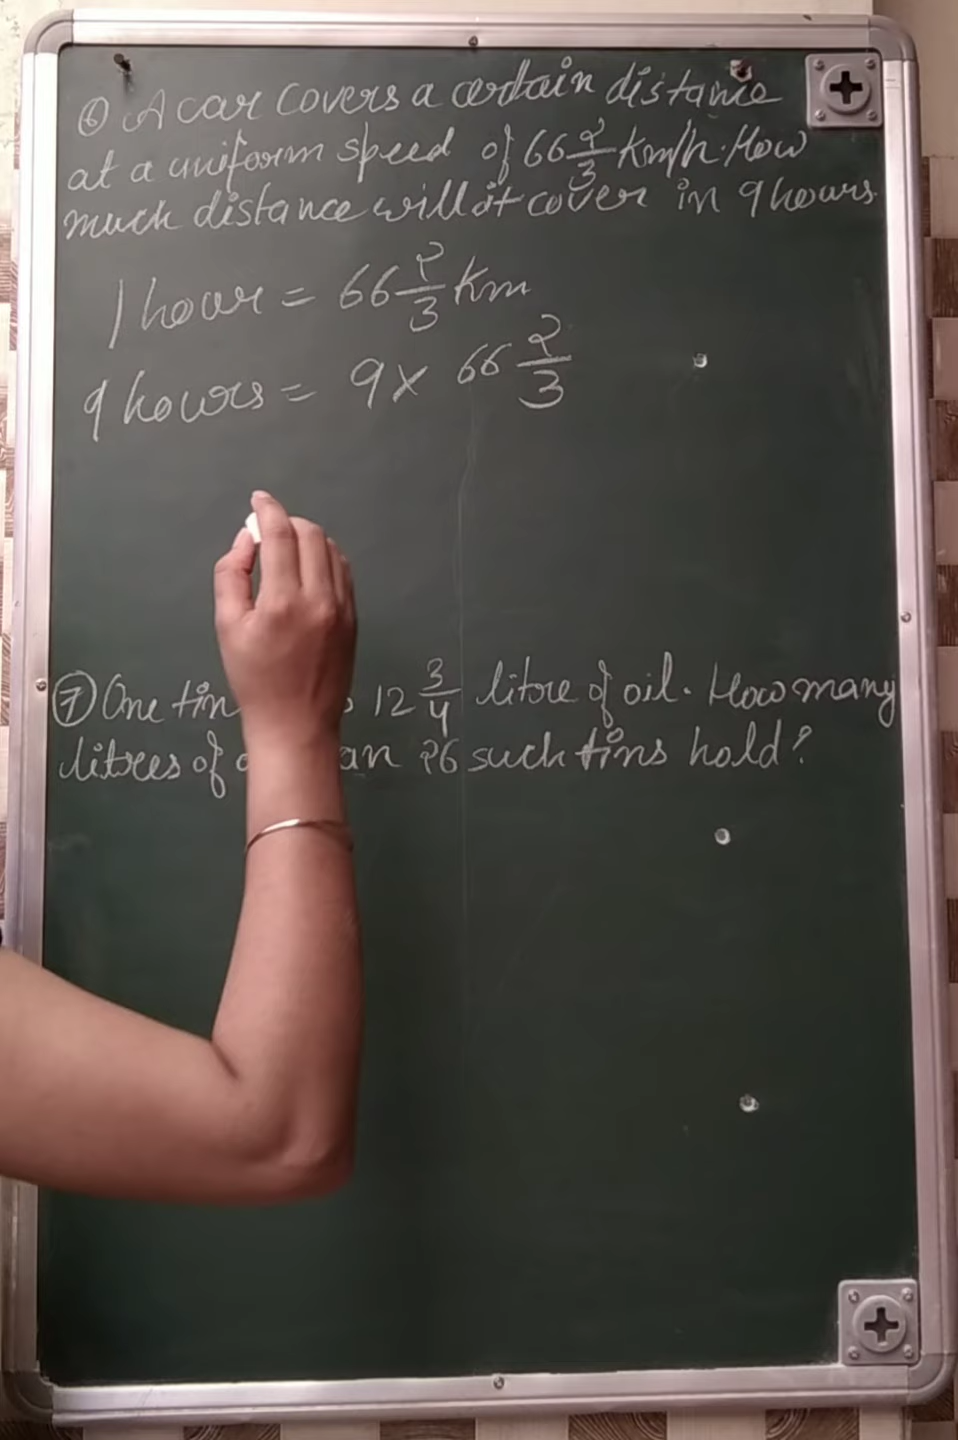 ⑥ A car covers a certain distance
at a uniform speed of 66 2/3 Km/h. How
much distance will it cover in 9 hours.
1 hour = 66 2/3 Km
9 hours = 9 × 66 2/3
⑦ One tin 12 3/4 litre of oil. How many
litres of 26 such tins hold?